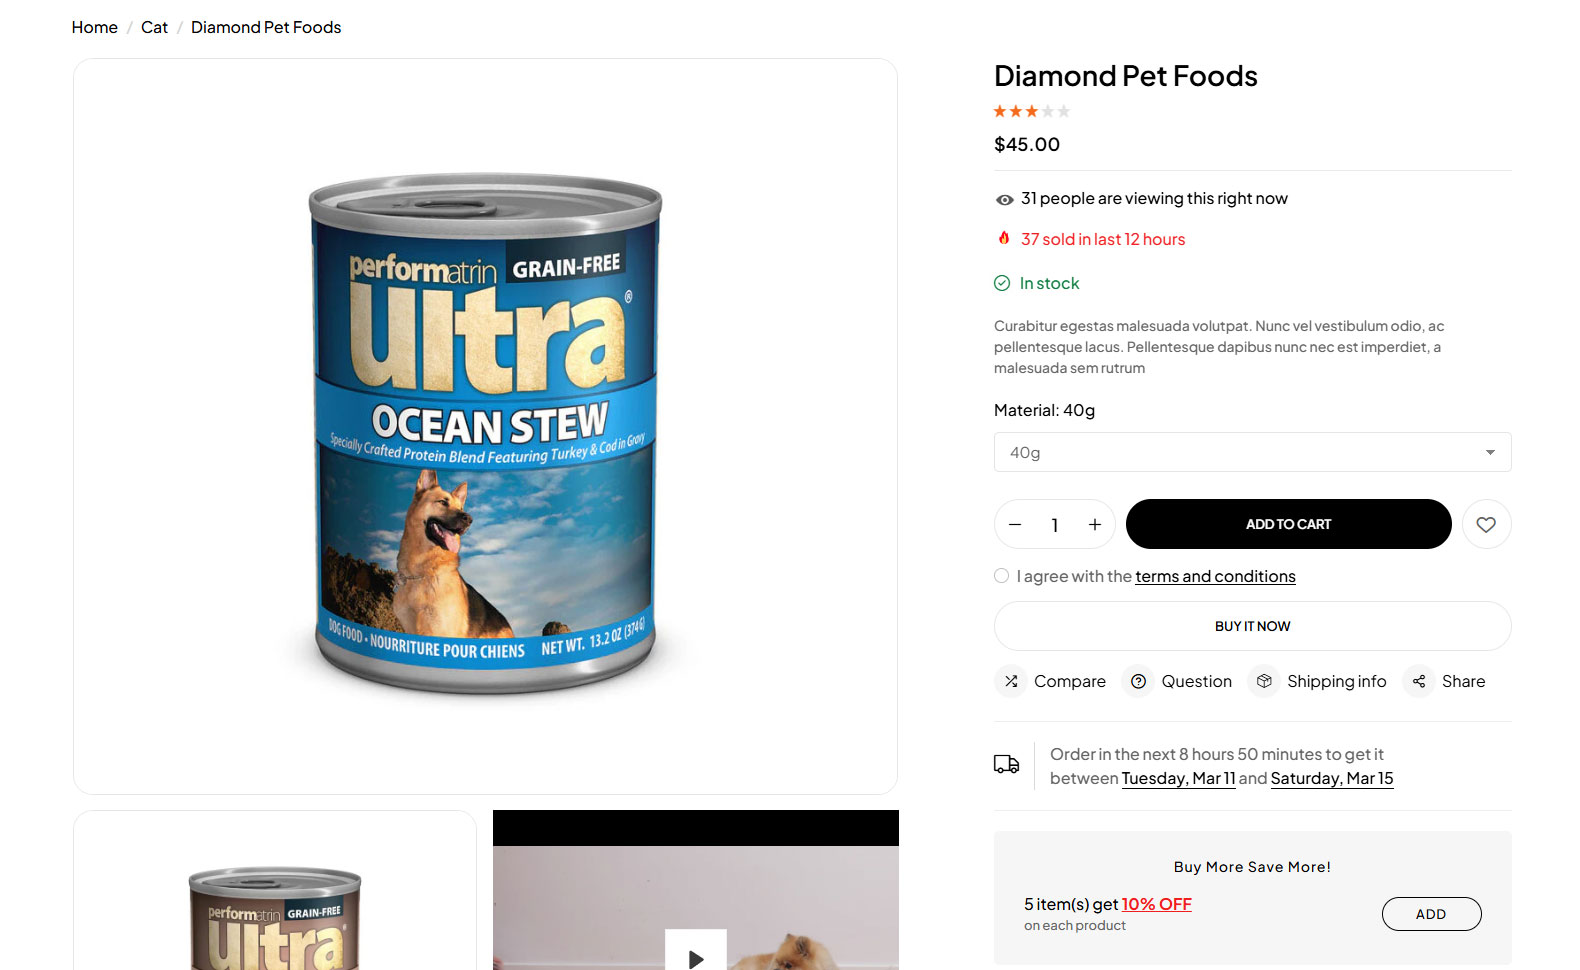 Home / Cat / Diamond Pet Foods
performatrin GRAIN-FREE
ultra®
OCEAN STEW
Specially Crafted Protein Blend Featuring Turkey & Cod in Gravy
DOG FOOD • NOURRITURE POUR CHIENS NET WT. 13.2 OZ (374 G)
performatrin GRAIN-FREE
ultra
Diamond Pet Foods
$45.00
31 people are viewing this right now
37 sold in last 12 hours
In stock
Curabitur egestas malesuada volutpat. Nunc vel vestibulum odio, ac
pellentesque lacus. Pellentesque dapibus nunc nec est imperdiet, a
malesuada sem rutrum
Material: 40g
40g
− 1 + ADD TO CART
I agree with the terms and conditions
BUY IT NOW
Compare Question Shipping info Share
Order in the next 8 hours 50 minutes to get it
between Tuesday, Mar 11 and Saturday, Mar 15
Buy More Save More!
5 item(s) get 10% OFF
on each product
ADD